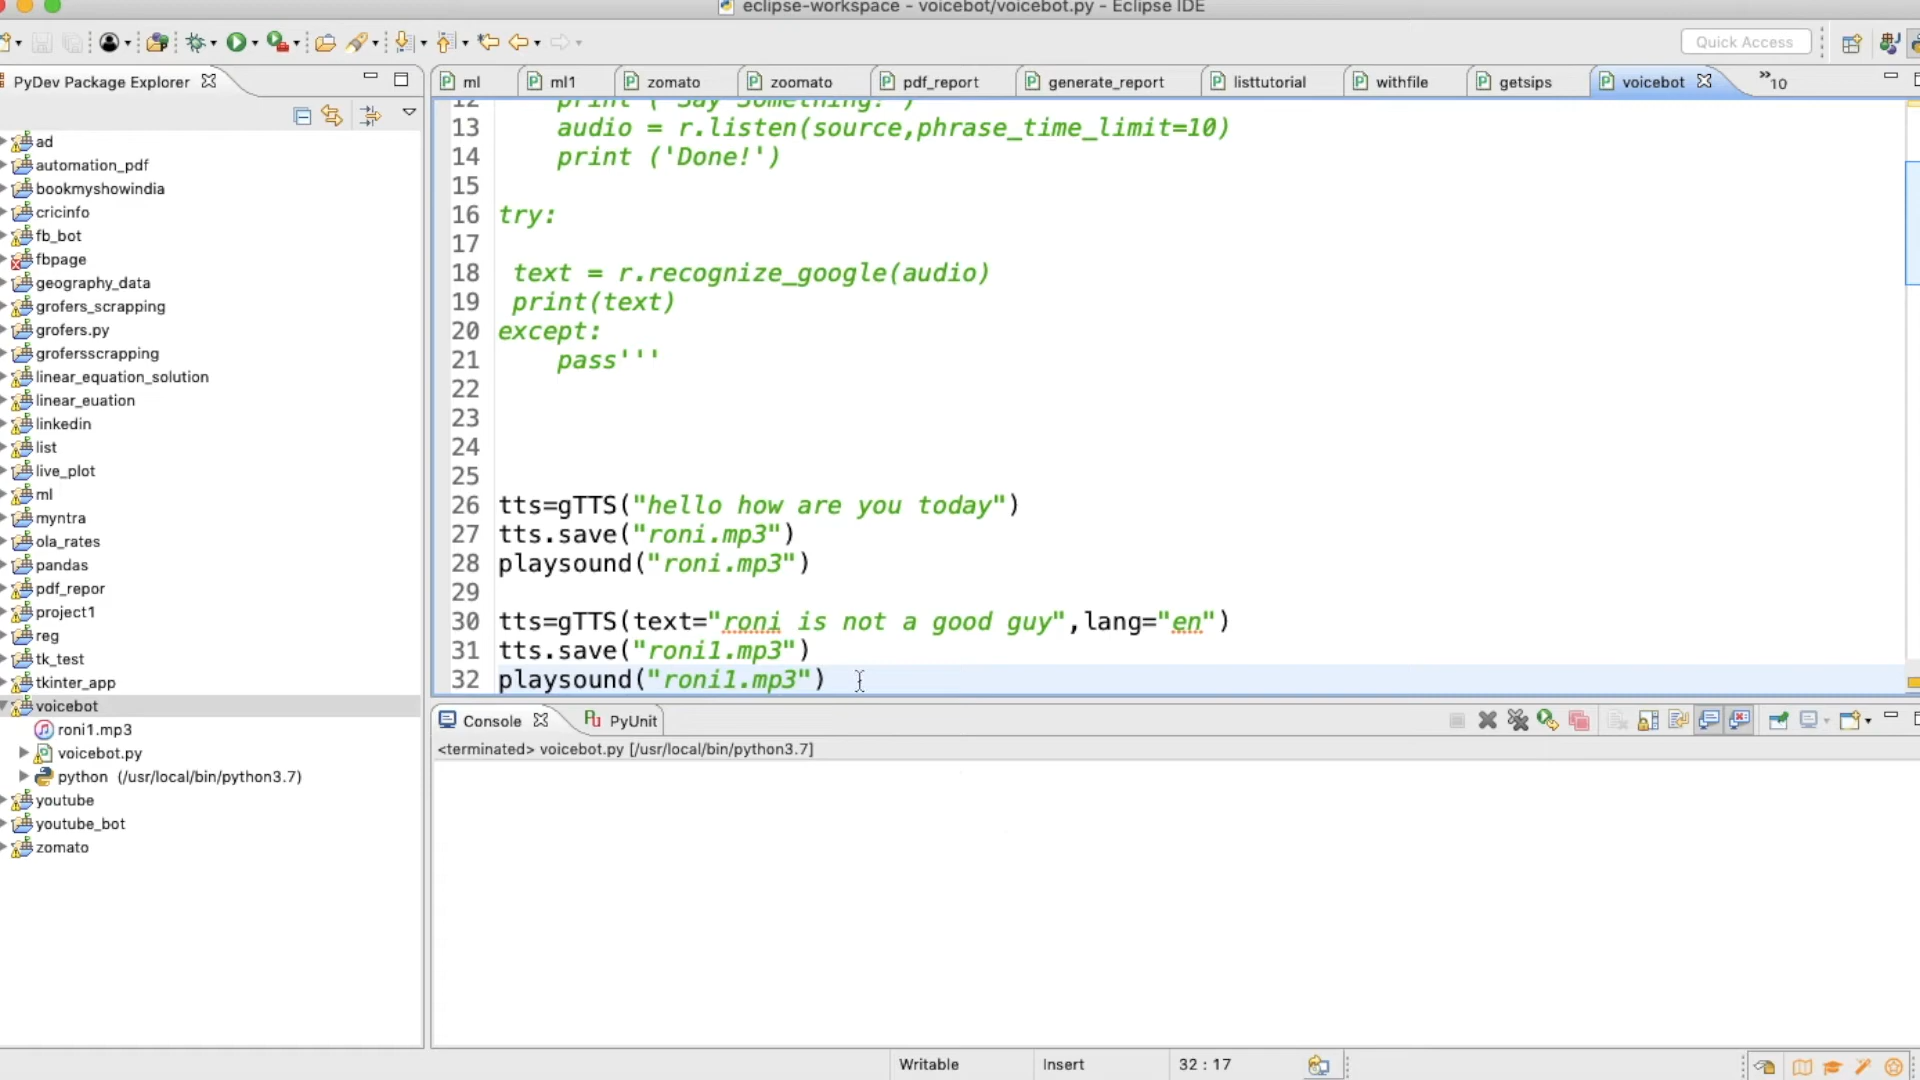 eclipse-workspace - voicebot/voicebot.py - Eclipse IDE
Quick Access
PyDev Package Explorer
ml
ml1
zomato
zoomato
pdf_report
generate_report
listtutorial
withfile
getsips
voicebot
»10
ad
automation_pdf
bookmyshowindia
cricinfo
fb_bot
fbpage
geography_data
grofers_scrapping
grofers.py
grofersscrapping
linear_equation_solution
linear_euation
linkedin
list
live_plot
ml
myntra
ola_rates
pandas
pdf_repor
project1
reg
tk_test
tkinter_app
voicebot
roni1.mp3
voicebot.py
python (/usr/local/bin/python3.7)
youtube
youtube_bot
zomato
12 print ('Say Something!')
13 audio = r.listen(source,phrase_time_limit=10)
14 print ('Done!')
15
16 try:
17
18 text = r.recognize_google(audio)
19 print(text)
20 except:
21 pass'''
22
23
24
25
26 tts=gTTS("hello how are you today")
27 tts.save("roni.mp3")
28 playsound("roni.mp3")
29
30 tts=gTTS(text="roni is not a good guy",lang="en")
31 tts.save("roni1.mp3")
32 playsound("roni1.mp3")
Console
PyUnit
<terminated> voicebot.py [/usr/local/bin/python3.7]
Writable
Insert
32 : 17